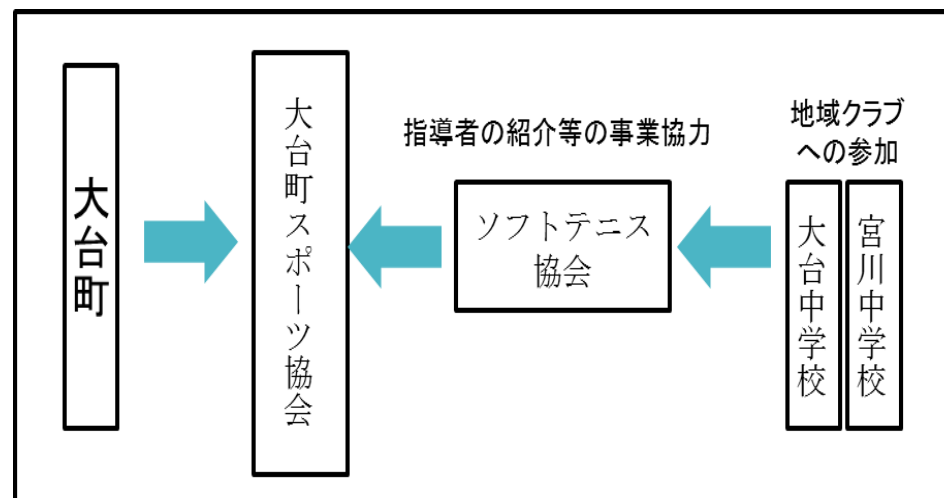 大台町
大台町スポーツ協会
指導者の紹介等の事業協力
ソフトテニス
協会
地域クラブ
への参加
大台中学校
宮川中学校